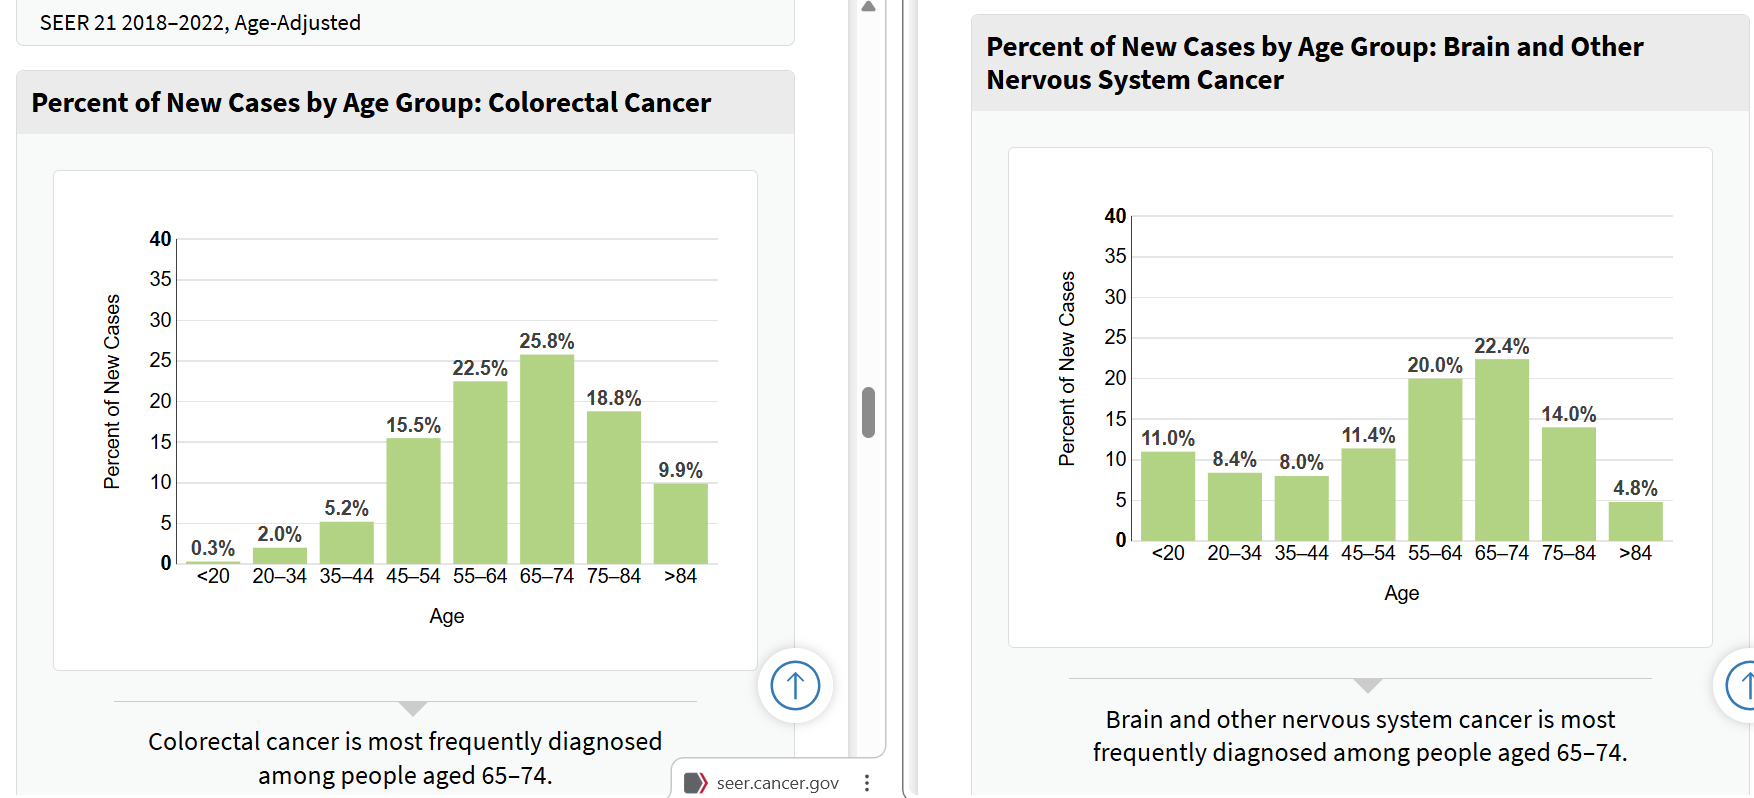 SEER 21 2018–2022, Age-Adjusted
Percent of New Cases by Age Group: Colorectal Cancer
Percent of New Cases
40
35
30
25
20
15
10
5
0
0.3%
2.0%
5.2%
15.5%
22.5%
25.8%
18.8%
9.9%
<20 20–34 35–44 45–54 55–64 65–74 75–84 >84
Age
Colorectal cancer is most frequently diagnosed
among people aged 65–74.
seer.cancer.gov
Percent of New Cases by Age Group: Brain and Other
Nervous System Cancer
Percent of New Cases
40
35
30
25
20
15
10
5
0
11.0%
8.4%
8.0%
11.4%
20.0%
22.4%
14.0%
4.8%
<20 20–34 35–44 45–54 55–64 65–74 75–84 >84
Age
Brain and other nervous system cancer is most
frequently diagnosed among people aged 65–74.